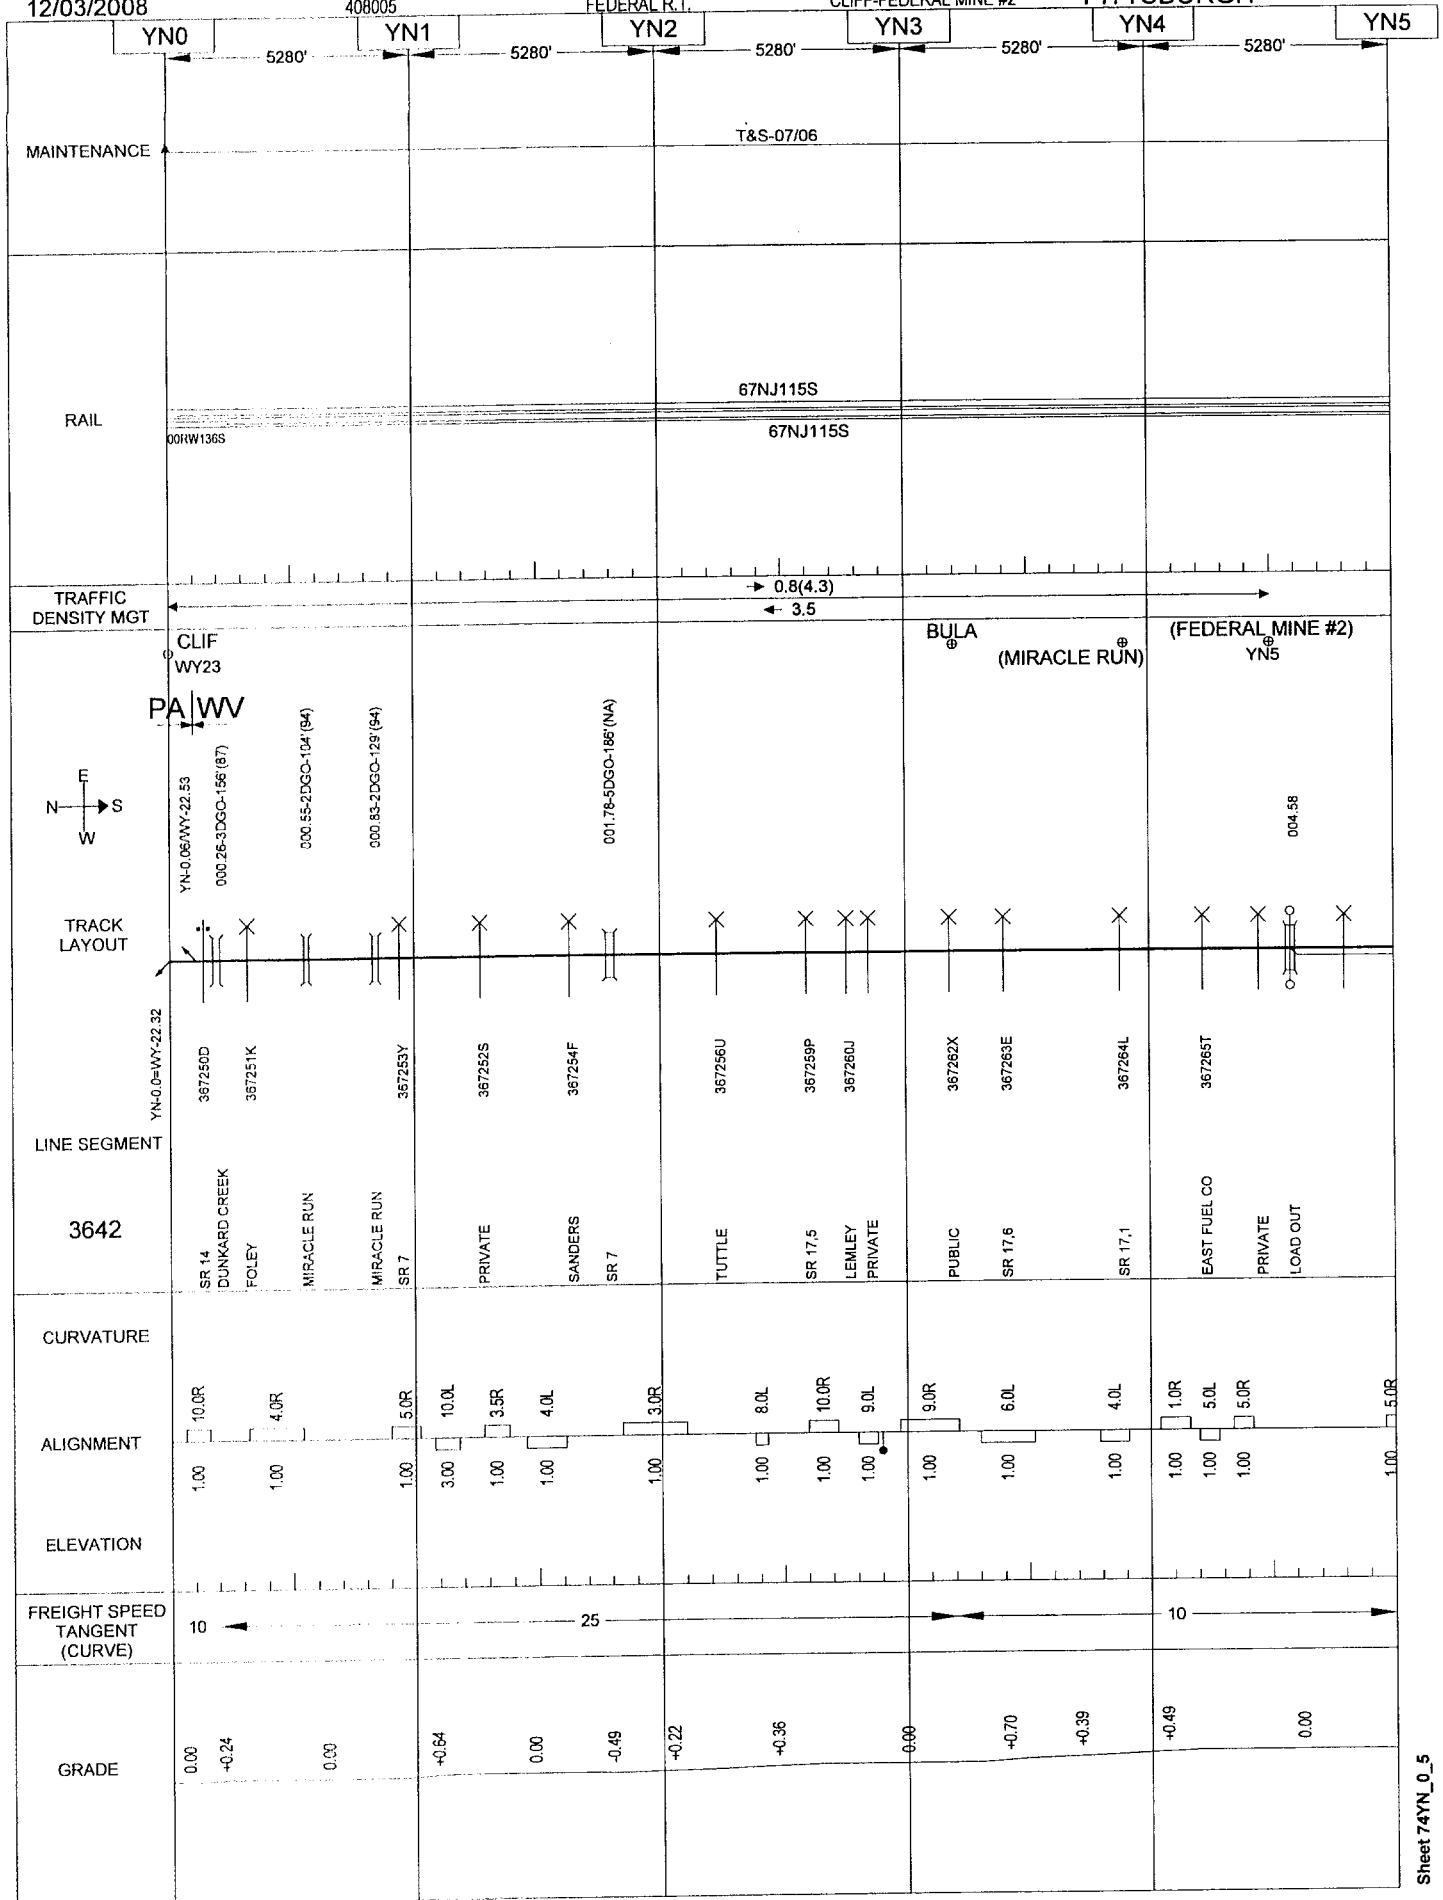 12/03/2008 408005 FEDERAL R.T. CLIFF-FEDERAL MINE #2 PITTSBURGH
YN0 YN1 YN2 YN3 YN4 YN5
5280' 5280' 5280' 5280' 5280'
MAINTENANCE
T&S-07/06
RAIL
67NJ115S
67NJ115S
00RW136S
TRAFFIC
DENSITY MGT
0.8(4.3)
3.5
CLIF
WY23
BULA
(MIRACLE RUN)
(FEDERAL MINE #2)
YN5
PA WV
E
N S
W
YN-0.06/WY-22.53
000.26-3DGO-156'(87)
000.55-2DGO-104'(94)
000.83-2DGO-129'(94)
001.78-5DGO-186'(NA)
004.58
TRACK
LAYOUT
YN-0.0=WY-22.32
367250D
367251K
367253Y
367252S
367254F
367256U
367259P
367260J
367262X
367263E
367264L
367265T
LINE SEGMENT
3642
SR 14
DUNKARD CREEK
FOLEY
MIRACLE RUN
MIRACLE RUN
SR 7
PRIVATE
SANDERS
SR 7
TUTTLE
SR 17,5
LEMLEY
PRIVATE
PUBLIC
SR 17,6
SR 17,1
EAST FUEL CO
PRIVATE
LOAD OUT
CURVATURE
10.0R 4.0R 5.0R 10.0L 3.5R 4.0L 3.0R 8.0L 10.0R 9.0L 9.0R 6.0L 4.0L 1.0R 5.0L 5.0R 5.0R
ALIGNMENT
1.00 1.00 1.00 3.00 1.00 1.00 1.00 1.00 1.00 1.00 1.00 1.00 1.00 1.00 1.00 1.00 1.00
ELEVATION
FREIGHT SPEED
TANGENT
(CURVE)
10 25 10
GRADE
0.00 +0.24 0.00 +0.64 0.00 -0.49 +0.22 +0.36 0.00 +0.70 +0.39 +0.49 0.00
Sheet 74YN_0_5